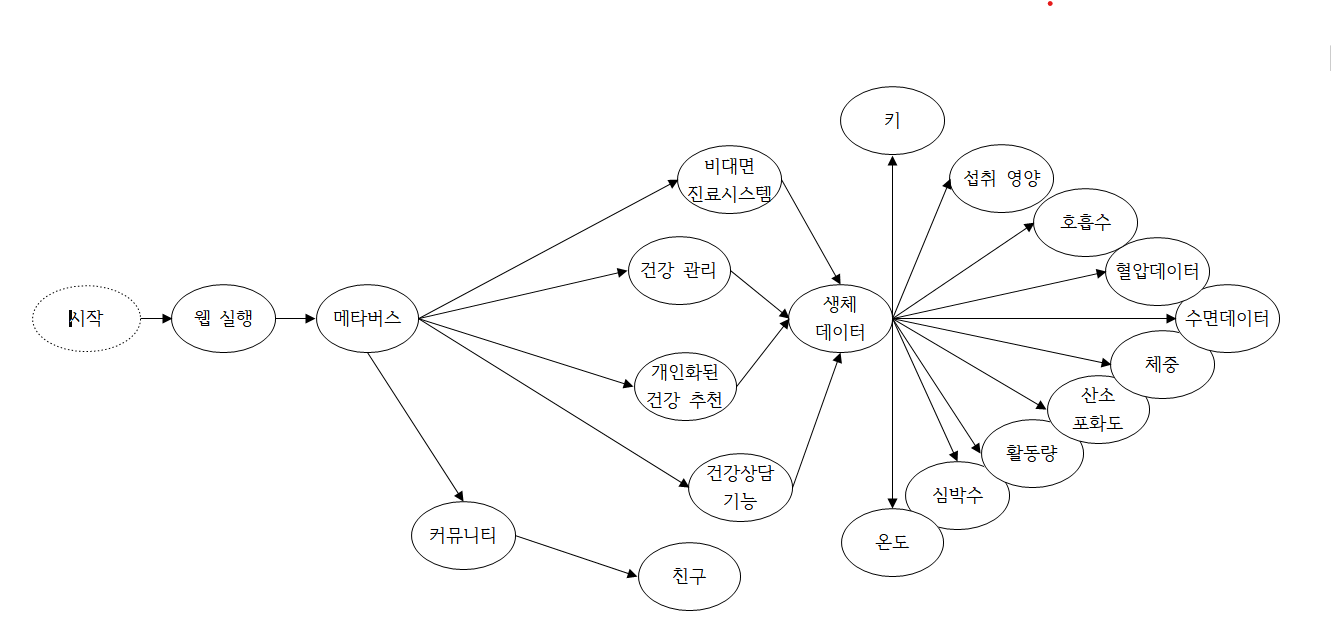 시작
웹 실행
메타버스
비대면
진료시스템
건강 관리
개인화된
건강 추천
건강상담
기능
커뮤니티
친구
생체
데이터
키
섭취 영양
호흡수
혈압데이터
수면데이터
체중
산소
포화도
활동량
심박수
온도